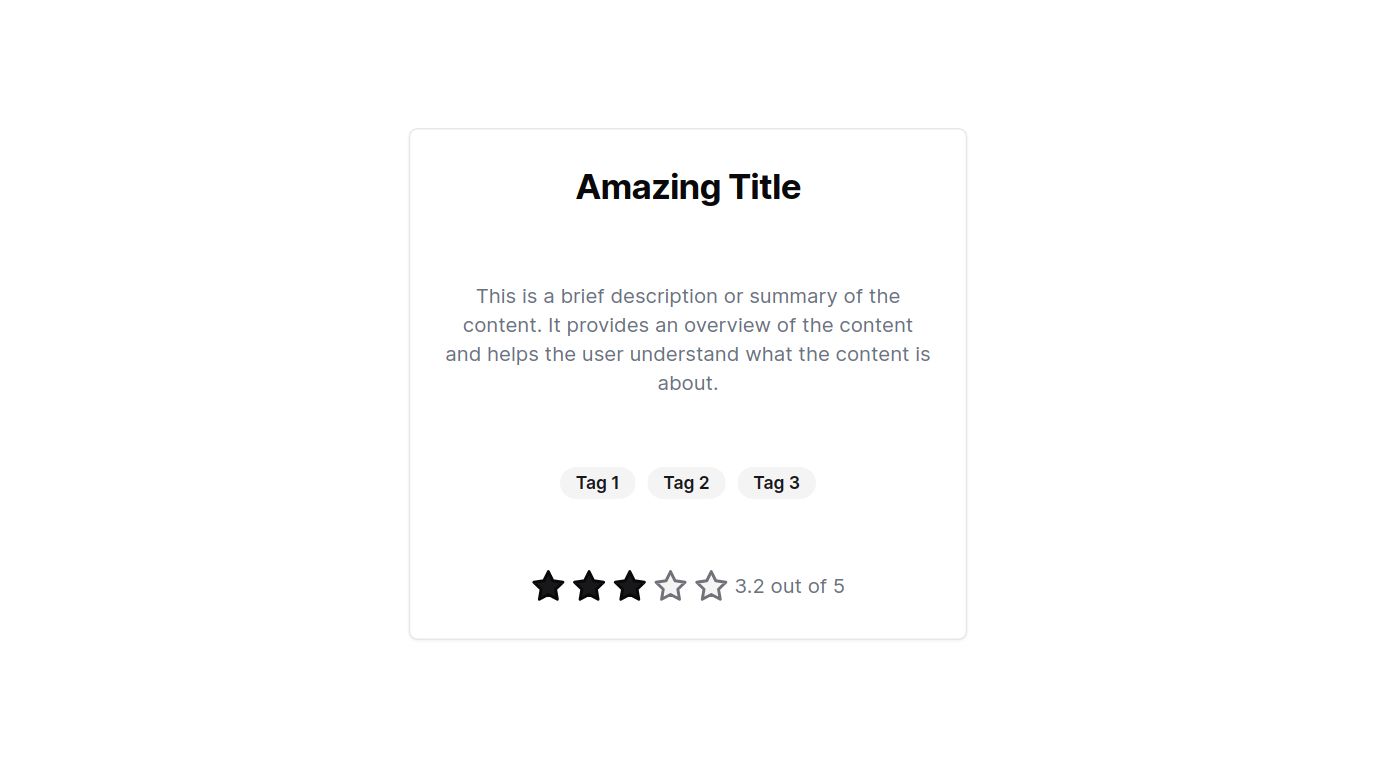 Amazing Title
This is a brief description or summary of the
content. It provides an overview of the content
and helps the user understand what the content is
about.
Tag 1 Tag 2 Tag 3
3.2 out of 5